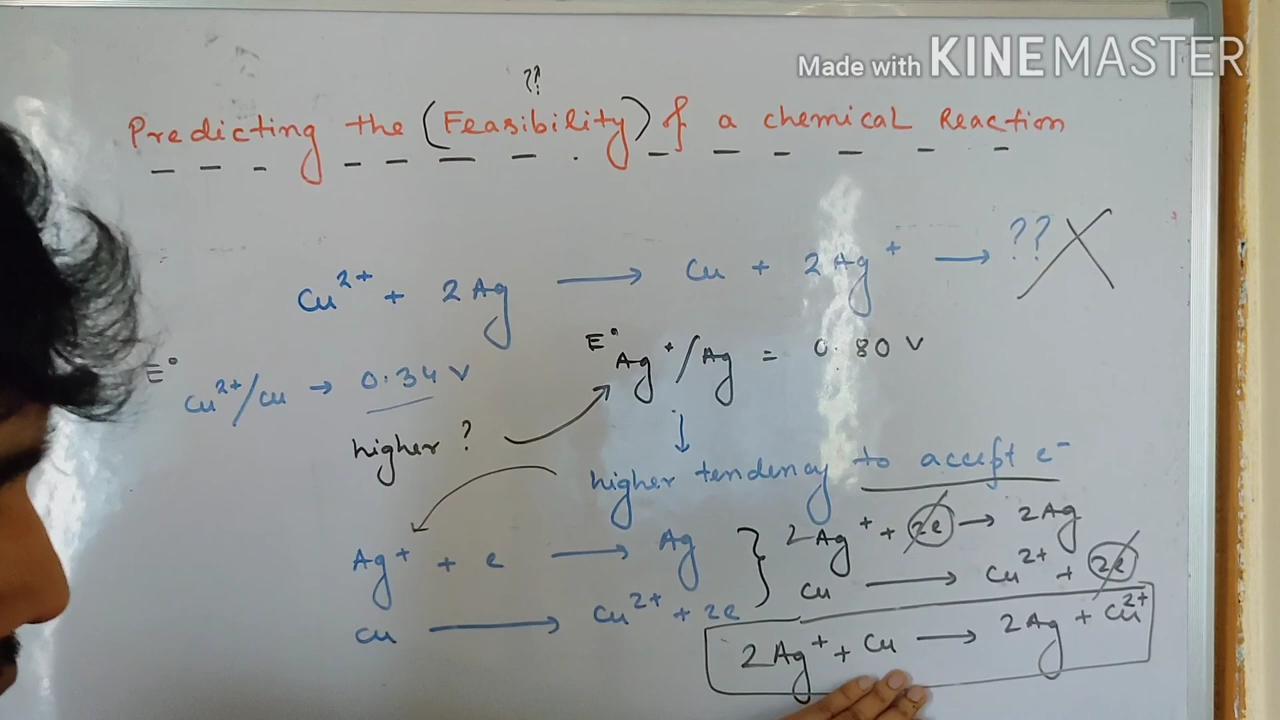 Made with KINEMASTER
??
Predicting the (Feasibility) of a chemical Reaction
Cu²⁺ + 2Ag ⟶ Cu + 2Ag⁺ ⟶ ??
E° Cu²⁺/Cu → 0.34 V
E° Ag⁺/Ag = 0.80 V
higher ?
↓
higher tendency to accept e⁻
Ag⁺ + e ⟶ Ag
Cu ⟶ Cu²⁺ + 2e
2Ag⁺ + 2e ⟶ 2Ag
Cu ⟶ Cu²⁺ + 2e
2Ag⁺ + Cu ⟶ 2Ag + Cu²⁺